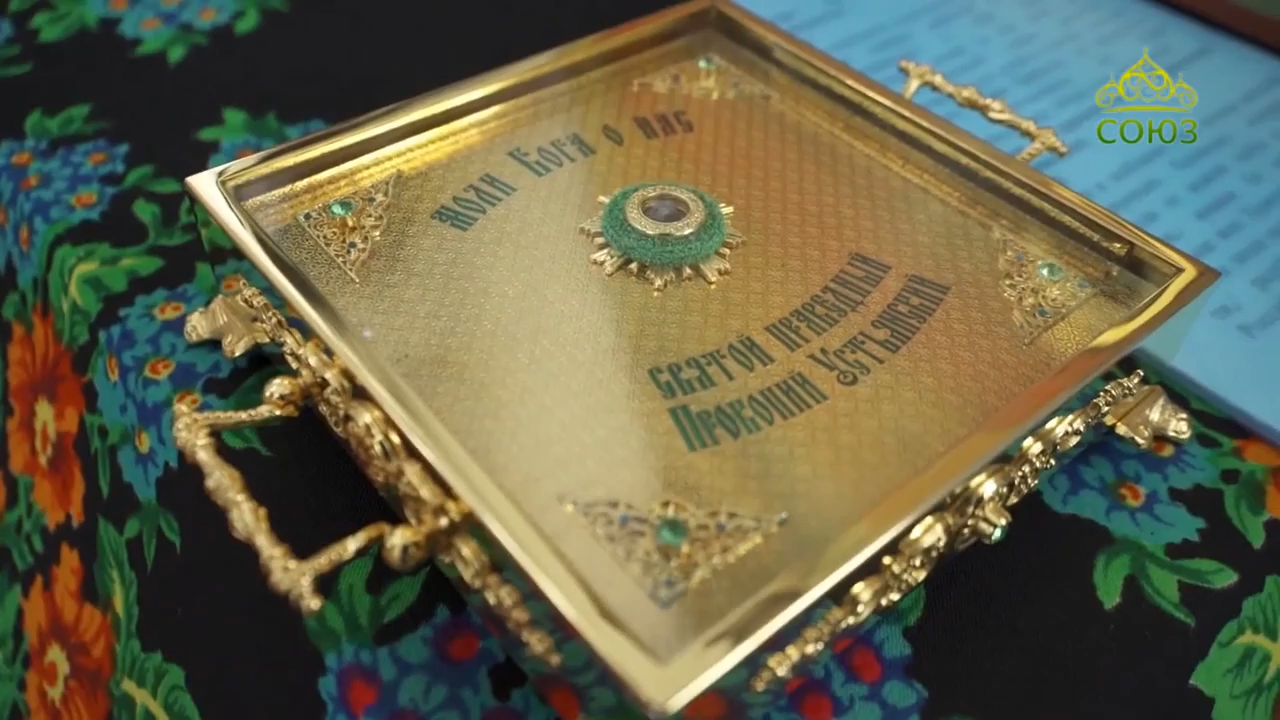 моли Бога о нас
святой праведный
Прокопий Устьянский
СОЮЗ